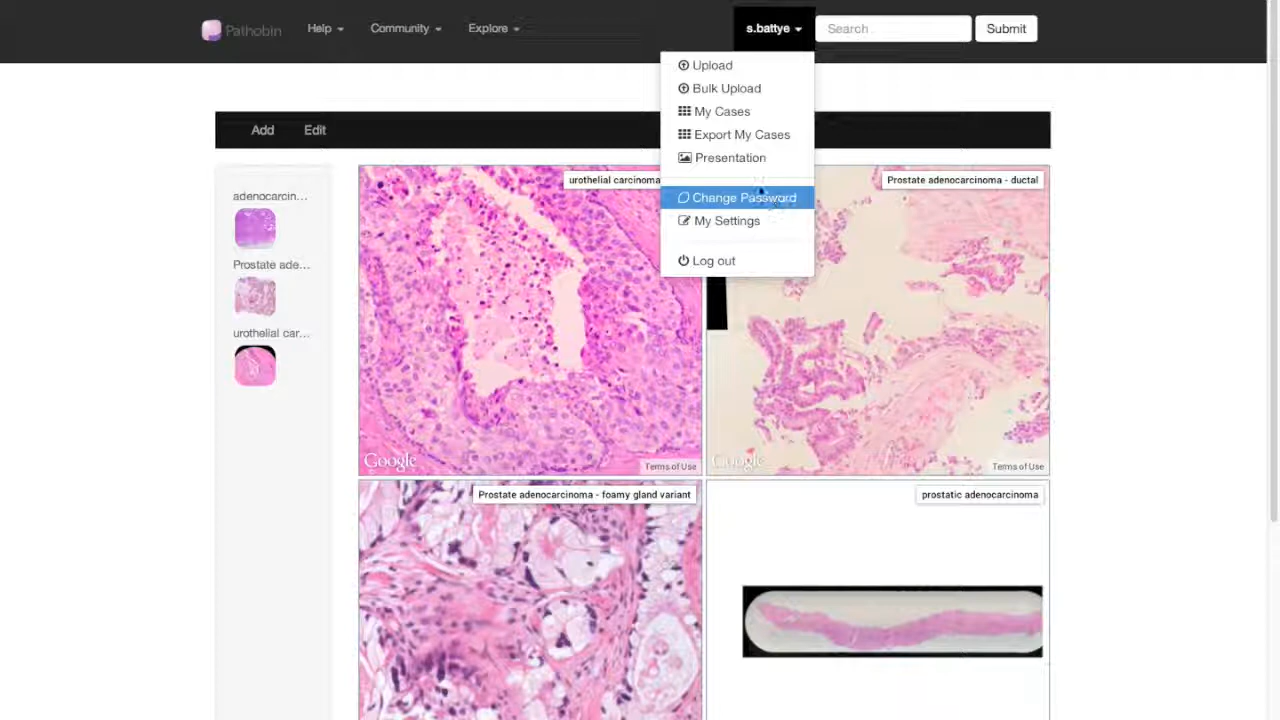 Pathobin
Help
Community
Explore
s.battye
Search
Submit
Upload
Bulk Upload
My Cases
Export My Cases
Presentation
Change Password
My Settings
Log out
Add
Edit
adenocarcin...
Prostate ade...
urothelial car...
urothelial carcinoma
Google
Terms of Use
Prostate adenocarcinoma - ductal
Google
Terms of Use
Prostate adenocarcinoma - foamy gland variant
prostatic adenocarcinoma